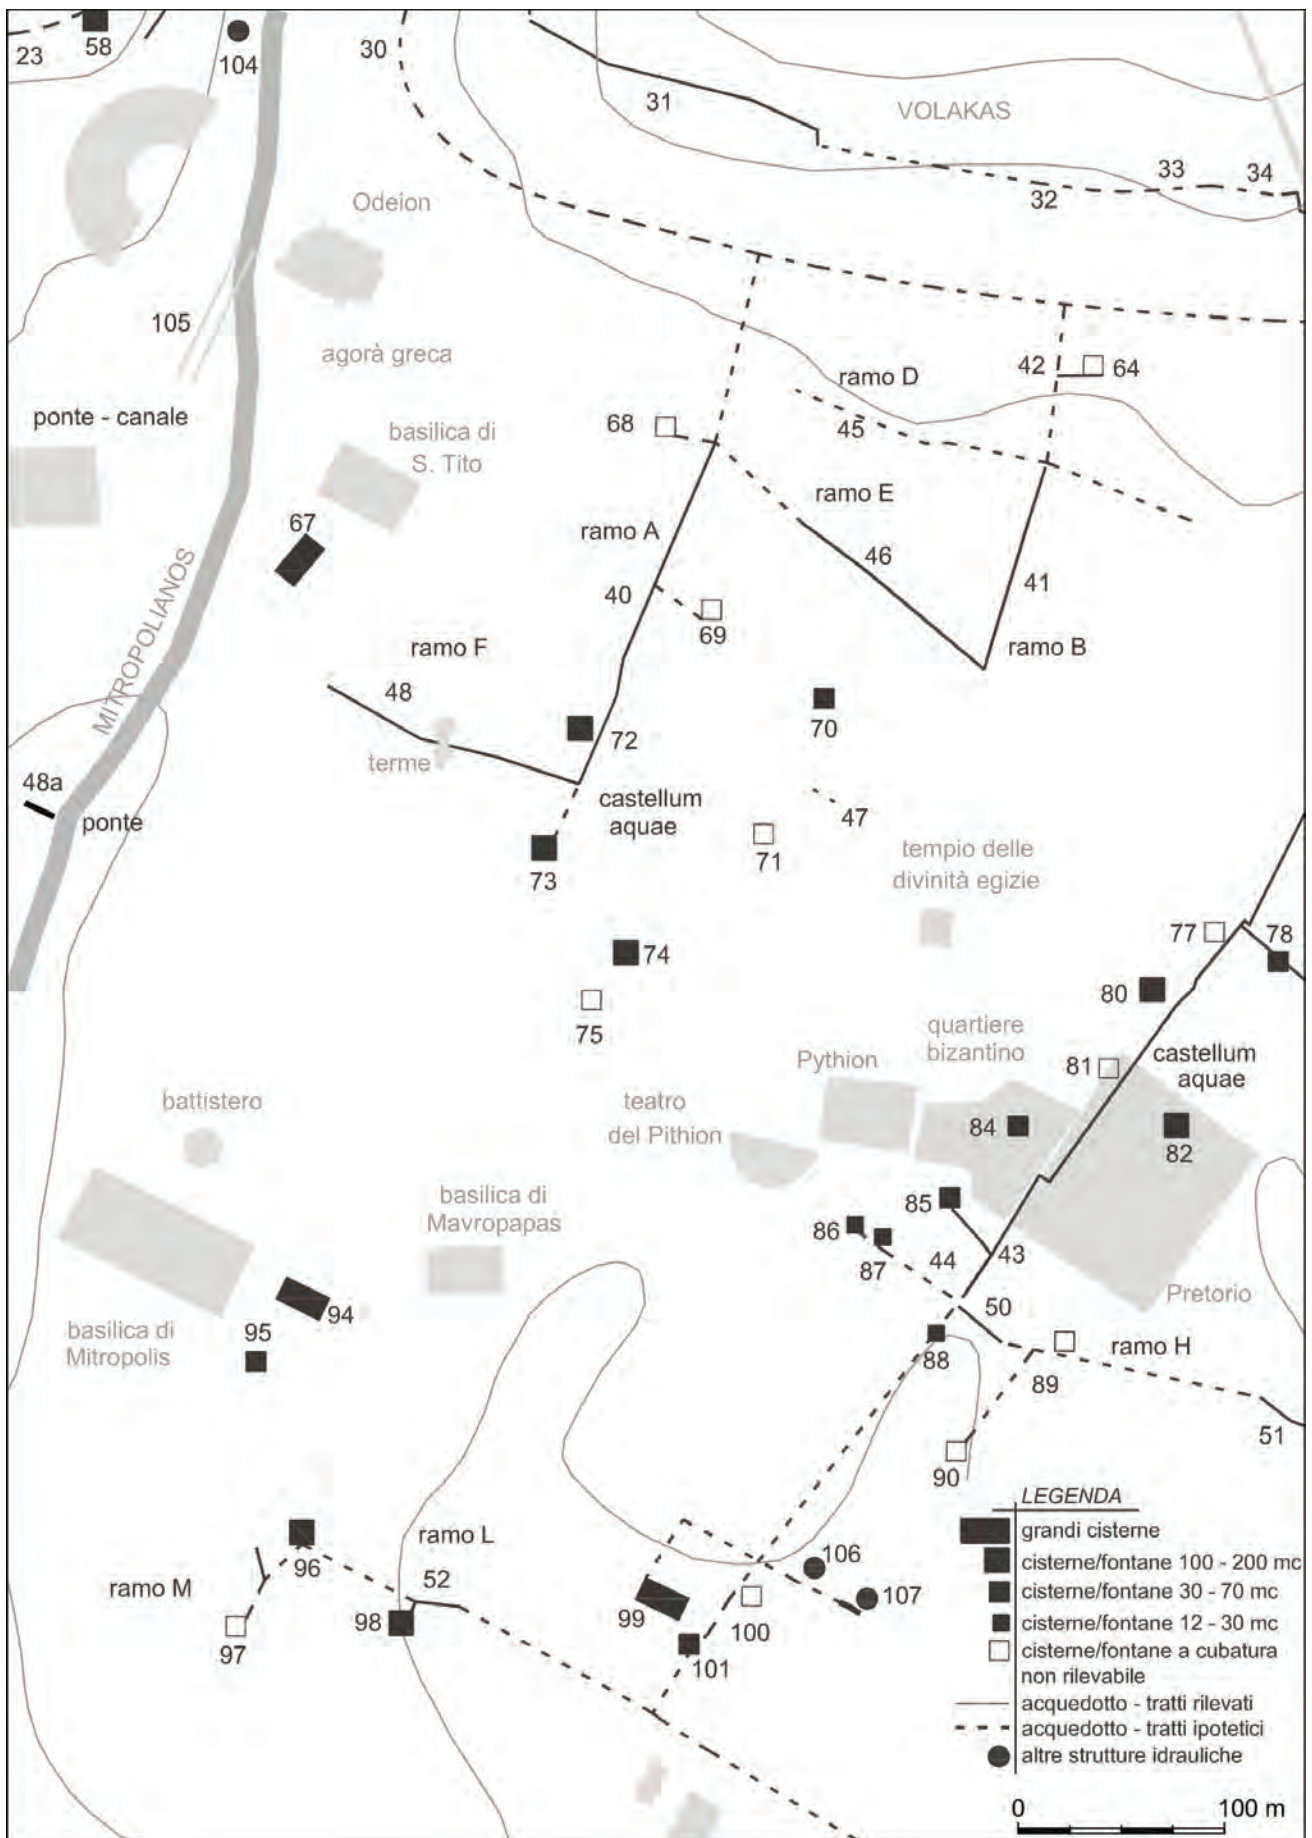 23
58
104
30
31
VOLAKAS
33
34
32
Odeion
105
agorà greca
ramo D
42
64
ponte - canale
basilica di
S. Tito
68
45
67
ramo E
ramo A
46
40
41
MITROPOLIANOS
69
ramo F
ramo B
48
70
72
terme
48a
ponte
castellum
aquae
47
71
73
tempio delle
divinità egizie
77
78
74
80
75
quartiere
bizantino
Pythion
81
castellum
aquae
battistero
teatro
del Pithion
84
82
basilica di
Mavropapas
85
86
87
44
43
50
Pretorio
94
95
basilica di
Mitropolis
88
ramo H
89
51
90
LEGENDA
grandi cisterne
cisterne/fontane 100 - 200 mc
cisterne/fontane 30 - 70 mc
cisterne/fontane 12 - 30 mc
cisterne/fontane a cubatura
non rilevabile
acquedotto - tratti rilevati
acquedotto - tratti ipotetici
altre strutture idrauliche
ramo L
96
52
106
ramo M
107
98
99
100
97
101
0 100 m